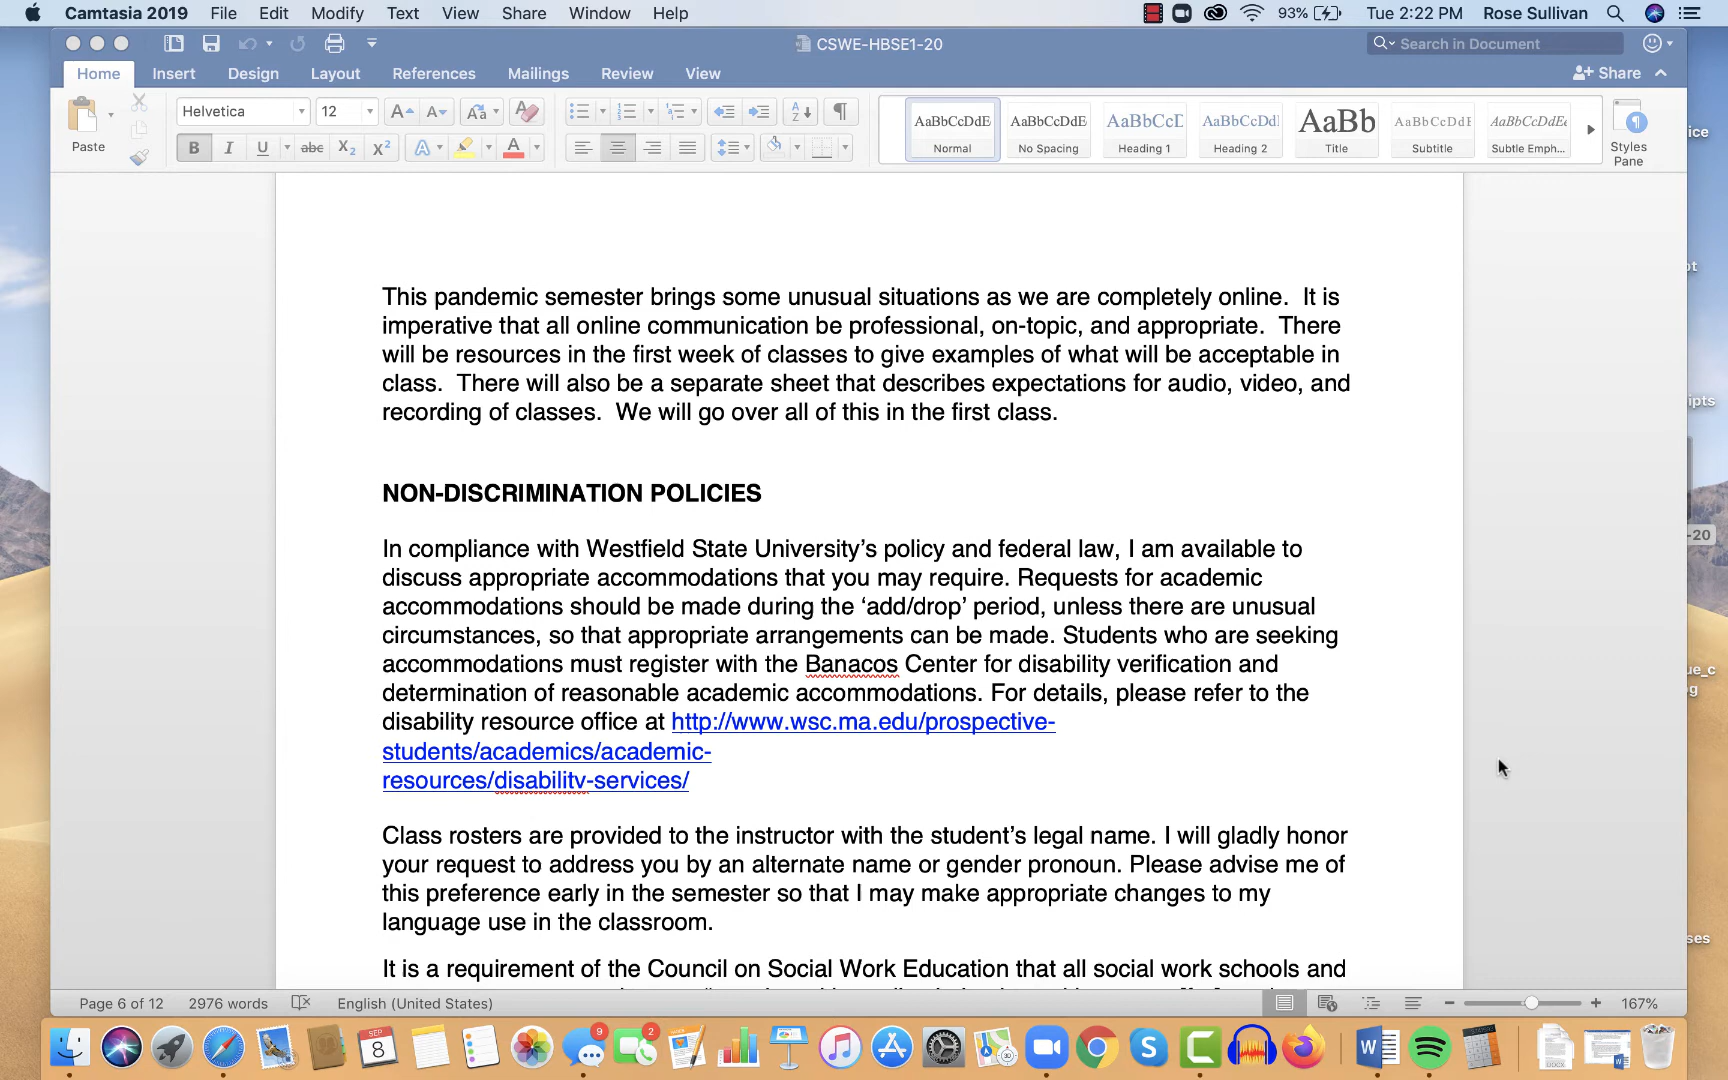 Camtasia 2019 File Edit Modify Text View Share Window Help 93% Tue 2:22 PM Rose Sullivan
CSWE-HBSE1-20 Search in Document
Home Insert Design Layout References Mailings Review View Share
Paste Helvetica 12
AaBbCcDdE AaBbCcDdE AaBbCcD AaBbCcDdI AaBb AaBbCcDdE AaBbCcDdEe
Normal No Spacing Heading 1 Heading 2 Title Subtitle Subtle Emph... Styles Pane
This pandemic semester brings some unusual situations as we are completely online. It is
imperative that all online communication be professional, on-topic, and appropriate. There
will be resources in the first week of classes to give examples of what will be acceptable in
class. There will also be a separate sheet that describes expectations for audio, video, and
recording of classes. We will go over all of this in the first class.
NON-DISCRIMINATION POLICIES
In compliance with Westfield State University’s policy and federal law, I am available to
discuss appropriate accommodations that you may require. Requests for academic
accommodations should be made during the ‘add/drop’ period, unless there are unusual
circumstances, so that appropriate arrangements can be made. Students who are seeking
accommodations must register with the Banacos Center for disability verification and
determination of reasonable academic accommodations. For details, please refer to the
disability resource office at http://www.wsc.ma.edu/prospective-
students/academics/academic-
resources/disability-services/
Class rosters are provided to the instructor with the student’s legal name. I will gladly honor
your request to address you by an alternate name or gender pronoun. Please advise me of
this preference early in the semester so that I may make appropriate changes to my
language use in the classroom.
It is a requirement of the Council on Social Work Education that all social work schools and
Page 6 of 12 2976 words English (United States) 167%
SEP
8
9
2
-20